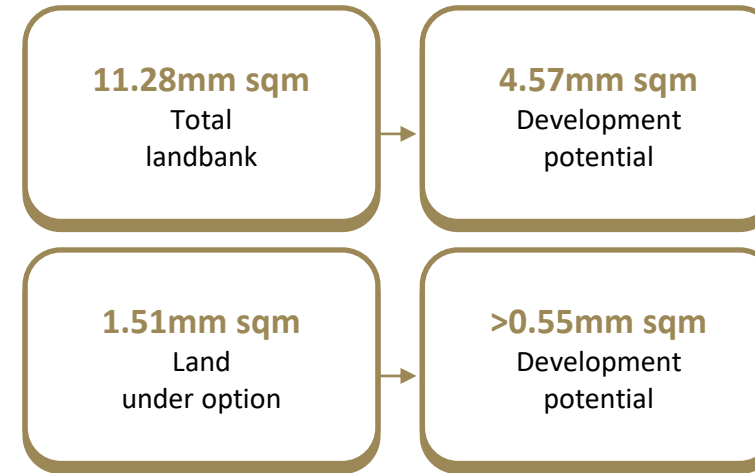 11.28mm sqm
Total
landbank
4.57mm sqm
Development
potential
1.51mm sqm
Land
under option
>0.55mm sqm
Development
potential